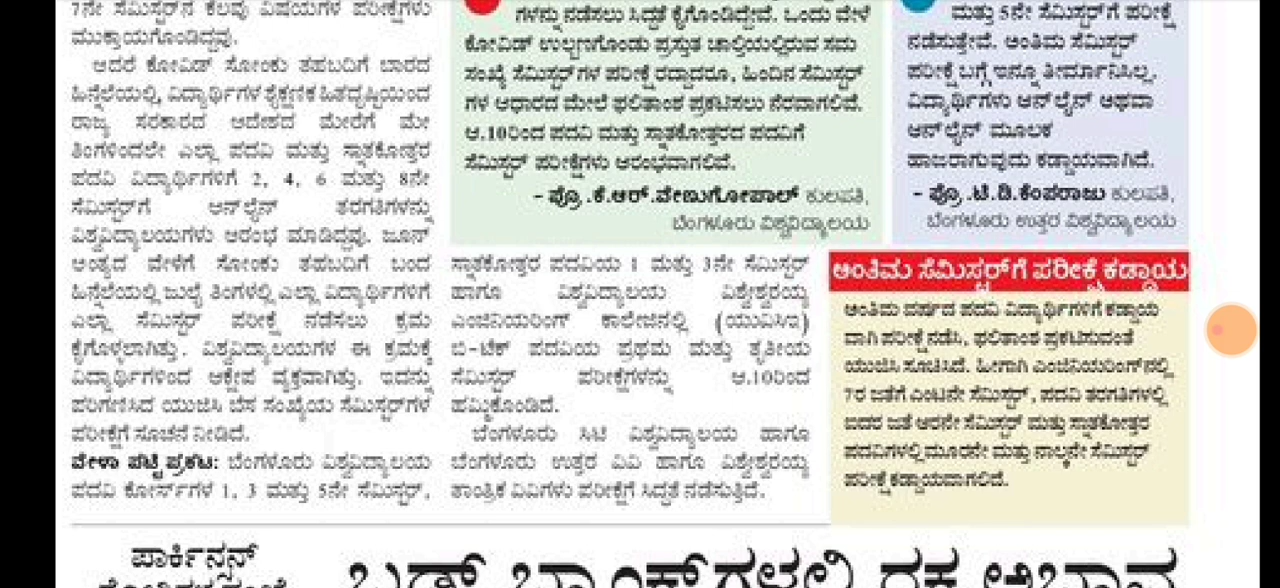 7ನೇ ಸೆಮಿಸ್ಟರ್‌ನ ಕೆಲವು ವಿಷಯಗಳ ಪರೀಕ್ಷೆಗಳು
ಮುಕ್ತಾಯಗೊಂಡಿದ್ದವು.
ಆದರೆ ಕೋವಿಡ್ ಸೋಂಕು ತಹಬದಿಗೆ ಬಾರದ
ಹಿನ್ನೆಲೆಯಲ್ಲಿ, ವಿದ್ಯಾರ್ಥಿಗಳ ಶೈಕ್ಷಣಿಕ ಹಿತದೃಷ್ಟಿಯಿಂದ
ರಾಜ್ಯ ಸರಕಾರದ ಆದೇಶದ ಮೇರೆಗೆ ಮೇ
ತಿಂಗಳಿಂದಲೇ ಎಲ್ಲಾ ಪದವಿ ಮತ್ತು ಸ್ನಾತಕೋತ್ತರ
ಪದವಿ ವಿದ್ಯಾರ್ಥಿಗಳಿಗೆ 2, 4, 6 ಮತ್ತು 8ನೇ
ಸೆಮಿಸ್ಟರ್‌ಗೆ ಆನ್‌ಲೈನ್ ತರಗತಿಗಳನ್ನು
ವಿಶ್ವವಿದ್ಯಾಲಯಗಳು ಆರಂಭ ಮಾಡಿದ್ದವು. ಜೂನ್
ಅಂತ್ಯದ ವೇಳೆಗೆ ಸೋಂಕು ತಹಬದಿಗೆ ಬಂದ
ಹಿನ್ನೆಲೆಯಲ್ಲಿ ಜುಲೈ ತಿಂಗಳಲ್ಲಿ ಎಲ್ಲಾ ವಿದ್ಯಾರ್ಥಿಗಳಿಗೆ
ಎಲ್ಲಾ ಸೆಮಿಸ್ಟರ್ ಪರೀಕ್ಷೆ ನಡೆಸಲು ಕ್ರಮ
ಕೈಗೊಳ್ಳಲಾಗಿತ್ತು. ವಿಶ್ವವಿದ್ಯಾಲಯಗಳ ಈ ಕ್ರಮಕ್ಕೆ
ವಿದ್ಯಾರ್ಥಿಗಳಿಂದ ಆಕ್ಷೇಪ ವ್ಯಕ್ತವಾಗಿತ್ತು. ಇದನ್ನು
ಪರಿಗಣಿಸಿದ ಯುಜಿಸಿ ಬೆಸ ಸಂಖ್ಯೆಯ ಸೆಮಿಸ್ಟರ್‌ಗಳ
ಪರೀಕ್ಷೆಗೆ ಸೂಚನೆ ನೀಡಿದೆ.
ವೇಳಾ ಪಟ್ಟಿ ಪ್ರಕಟ: ಬೆಂಗಳೂರು ವಿಶ್ವವಿದ್ಯಾಲಯ
ಪದವಿ ಕೋರ್ಸ್‌ಗಳ 1, 3 ಮತ್ತು 5ನೇ ಸೆಮಿಸ್ಟರ್,
ಗಳನ್ನು ನಡೆಸಲು ಸಿದ್ಧತೆ ಕೈಗೊಂಡಿದ್ದೇವೆ. ಒಂದು ವೇಳೆ
ಕೋವಿಡ್ ಉಲ್ಬಣಗೊಂಡು ಪ್ರಸ್ತುತ ಚಾಲ್ತಿಯಲ್ಲಿರುವ ಸಮ
ಸಂಖ್ಯೆ ಸೆಮಿಸ್ಟರ್‌ಗಳ ಪರೀಕ್ಷೆ ರದ್ದಾದರೂ, ಹಿಂದಿನ ಸೆಮಿಸ್ಟರ್
ಗಳ ಆಧಾರದ ಮೇಲೆ ಫಲಿತಾಂಶ ಪ್ರಕಟಿಸಲು ನೆರವಾಗಲಿದೆ.
ಆ.10ರಿಂದ ಪದವಿ ಮತ್ತು ಸ್ನಾತಕೋತ್ತರದ ಪದವಿಗೆ
ಸೆಮಿಸ್ಟರ್ ಪರೀಕ್ಷೆಗಳು ಆರಂಭವಾಗಲಿವೆ.
- ಪ್ರೊ.ಕೆ.ಆರ್.ವೇಣುಗೋಪಾಲ್ ಕುಲಪತಿ,
ಬೆಂಗಳೂರು ವಿಶ್ವವಿದ್ಯಾಲಯ
ಸ್ನಾತಕೋತ್ತರ ಪದವಿಯ 1 ಮತ್ತು 3ನೇ ಸೆಮಿಸ್ಟರ್
ಹಾಗೂ ವಿಶ್ವವಿದ್ಯಾಲಯ ವಿಶ್ವೇಶ್ವರಯ್ಯ
ಎಂಜಿನಿಯರಿಂಗ್ ಕಾಲೇಜಿನಲ್ಲಿ (ಯುವಿಸಿಇ)
ಬಿ-ಟೆಕ್ ಪದವಿಯ ಪ್ರಥಮ ಮತ್ತು ತೃತೀಯ
ಸೆಮಿಸ್ಟರ್ ಪರೀಕ್ಷೆಗಳನ್ನು ಆ.10ರಿಂದ
ಹಮ್ಮಿಕೊಂಡಿದೆ.
ಬೆಂಗಳೂರು ಸಿಟಿ ವಿಶ್ವವಿದ್ಯಾಲಯ ಹಾಗೂ
ಬೆಂಗಳೂರು ಉತ್ತರ ವಿವಿ ಹಾಗೂ ವಿಶ್ವೇಶ್ವರಯ್ಯ
ತಾಂತ್ರಿಕ ವಿವಿಗಳು ಪರೀಕ್ಷೆಗೆ ಸಿದ್ಧತೆ ನಡೆಸುತ್ತಿದೆ.
ಮತ್ತು 5ನೇ ಸೆಮಿಸ್ಟರ್‌ಗೆ ಪರೀಕ್ಷೆ
ನಡೆಸುತ್ತೇವೆ. ಅಂತಿಮ ಸೆಮಿಸ್ಟರ್
ಪರೀಕ್ಷೆ ಬಗ್ಗೆ ಇನ್ನೂ ತೀರ್ಮಾನಿಸಿಲ್ಲ.
ವಿದ್ಯಾರ್ಥಿಗಳು ಆನ್‌ಲೈನ್ ಅಥವಾ
ಆನ್‌ಲೈನ್ ಮೂಲಕ
ಹಾಜರಾಗುವುದು ಕಡ್ಡಾಯವಾಗಿದೆ.
- ಪ್ರೊ.ಟಿ.ಡಿ.ಕೆಂಪರಾಜು ಕುಲಪತಿ,
ಬೆಂಗಳೂರು ಉತ್ತರ ವಿಶ್ವವಿದ್ಯಾಲಯ
ಅಂತಿಮ ಸೆಮಿಸ್ಟರ್‌ಗೆ ಪರೀಕ್ಷೆ ಕಡ್ಡಾಯ
ಅಂತಿಮ ವರ್ಷದ ಪದವಿ ವಿದ್ಯಾರ್ಥಿಗಳಿಗೆ ಕಡ್ಡಾಯ
ವಾಗಿ ಪರೀಕ್ಷೆ ನಡೆಸಿ, ಫಲಿತಾಂಶ ಪ್ರಕಟಿಸುವಂತೆ
ಯುಜಿಸಿ ಸೂಚಿಸಿದೆ. ಹೀಗಾಗಿ ಎಂಜಿನಿಯರಿಂಗ್‌ನಲ್ಲಿ
7ರ ಜತೆಗೆ ಎಂಟನೇ ಸೆಮಿಸ್ಟರ್, ಪದವಿ ತರಗತಿಗಳಲ್ಲಿ
ಐದರ ಜತೆ ಆರನೇ ಸೆಮಿಸ್ಟರ್ ಮತ್ತು ಸ್ನಾತಕೋತ್ತರ
ಪದವಿಗಳಲ್ಲಿ ಮೂರನೇ ಮತ್ತು ನಾಲ್ಕನೇ ಸೆಮಿಸ್ಟರ್
ಪರೀಕ್ಷೆ ಕಡ್ಡಾಯವಾಗಲಿದೆ.
ಪಾರ್ಕಿನ್ಸನ್
ಬ್ಲಡ್ ಬ್ಯಾಂಕ್‌ಗಳಲ್ಲಿ ರಕ್ತ ಅಭಾವ